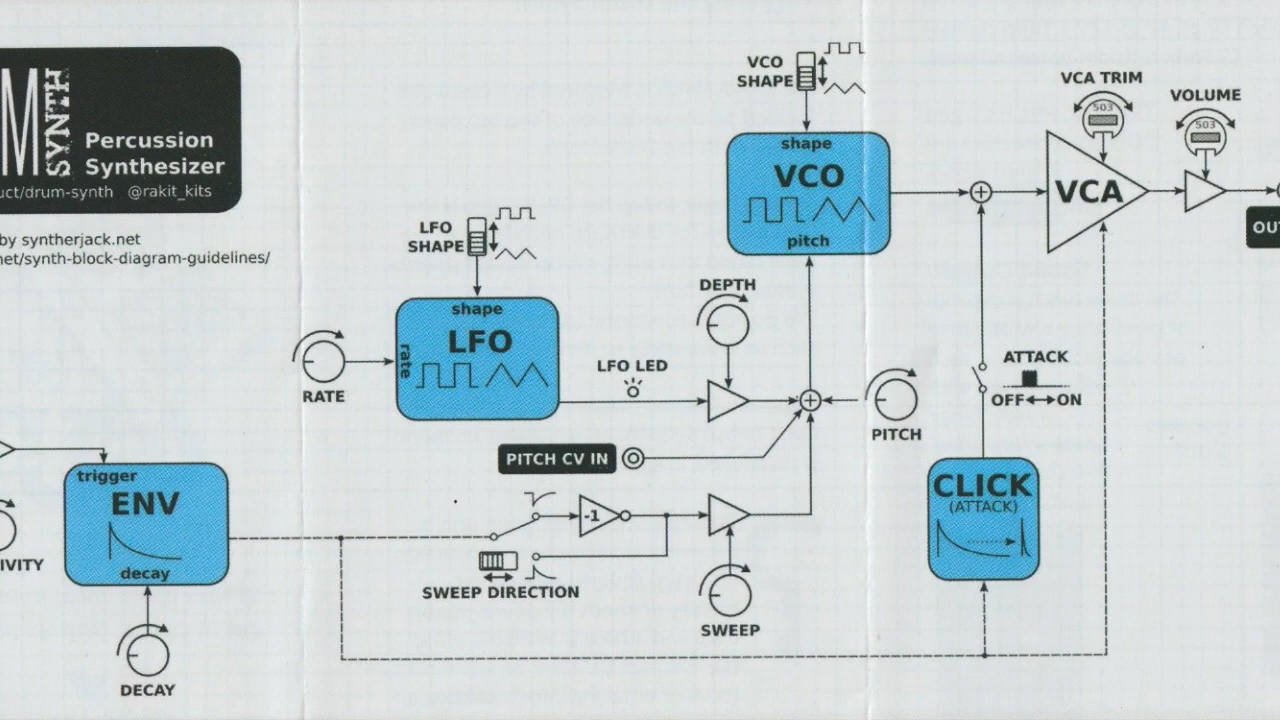 SYNTH
Percussion
Synthesizer
uct/drum-synth @rakit_kits
by syntherjack.net
net/synth-block-diagram-guidelines/
VCO
SHAPE
shape
VCO
pitch
VCA TRIM
503
VOLUME
503
VCA
OUT
LFO
SHAPE
shape
LFO
rate
RATE
LFO LED
DEPTH
PITCH
PITCH CV IN
ATTACK
OFF ON
trigger
ENV
decay
IVITY
DECAY
-1
SWEEP DIRECTION
SWEEP
CLICK
(ATTACK)